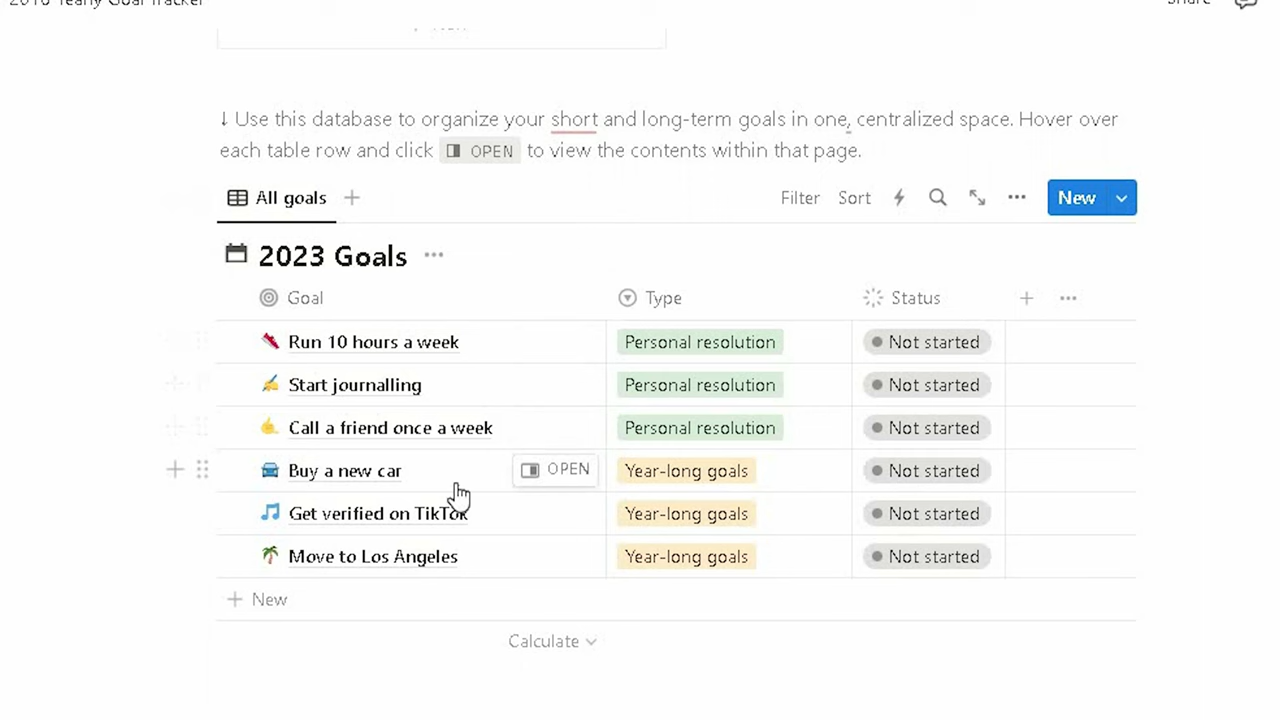 Yearly Goal Tracker
Share
New
↓ Use this database to organize your short and long-term goals in one, centralized space. Hover over
each table row and click OPEN to view the contents within that page.
All goals
Filter Sort New
2023 Goals
Goal Type Status
Run 10 hours a week Personal resolution Not started
Start journalling Personal resolution Not started
Call a friend once a week Personal resolution Not started
Buy a new car OPEN Year-long goals Not started
Get verified on TikTok Year-long goals Not started
Move to Los Angeles Year-long goals Not started
New
Calculate